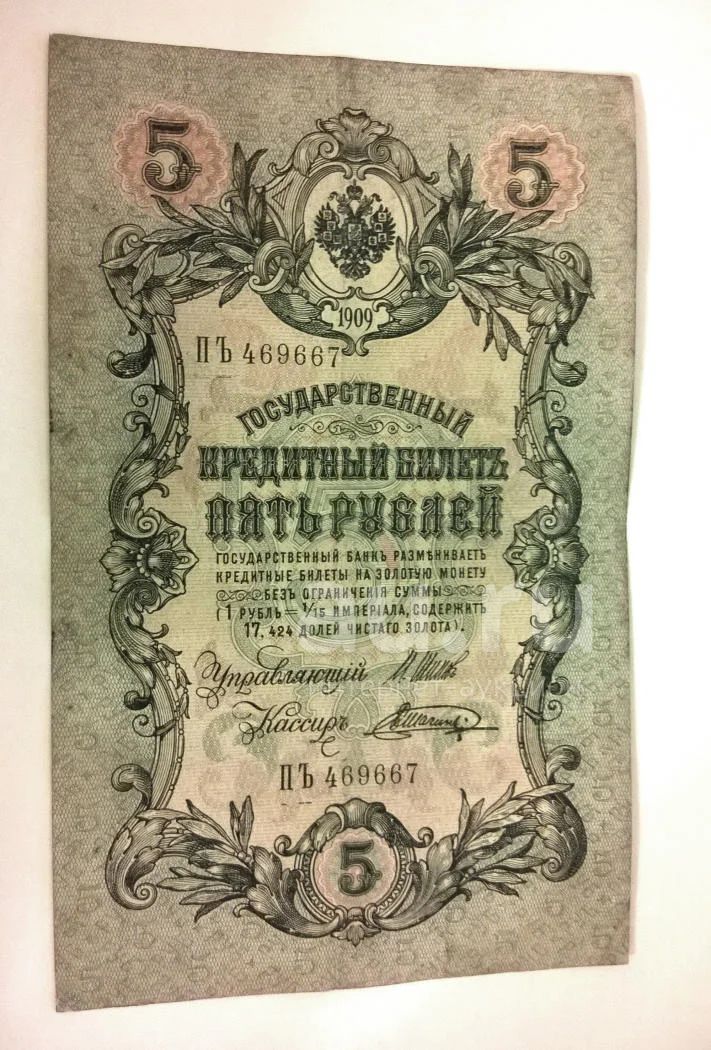 5 5
1909
ПЪ 469667
ГОСУДАРСТВЕННЫЙ
КРЕДИТНЫЙ БИЛЕТЪ
ПЯТЬ РУБЛЕЙ
ГОСУДАРСТВЕННЫЙ БАНКЪ РАЗМѢНИВАЕТЪ
КРЕДИТНЫЕ БИЛЕТЫ НА ЗОЛОТУЮ МОНЕТУ
БЕЗЪ ОГРАНИЧЕНІЯ СУММЫ
(1 РУБЛЬ = 1/15 ИМПЕРІАЛА, СОДЕРЖИТЪ
17,424 ДОЛЕЙ ЧИСТАГО ЗОЛОТА).
Управляющій
Кассиръ
ПЪ 469667
5